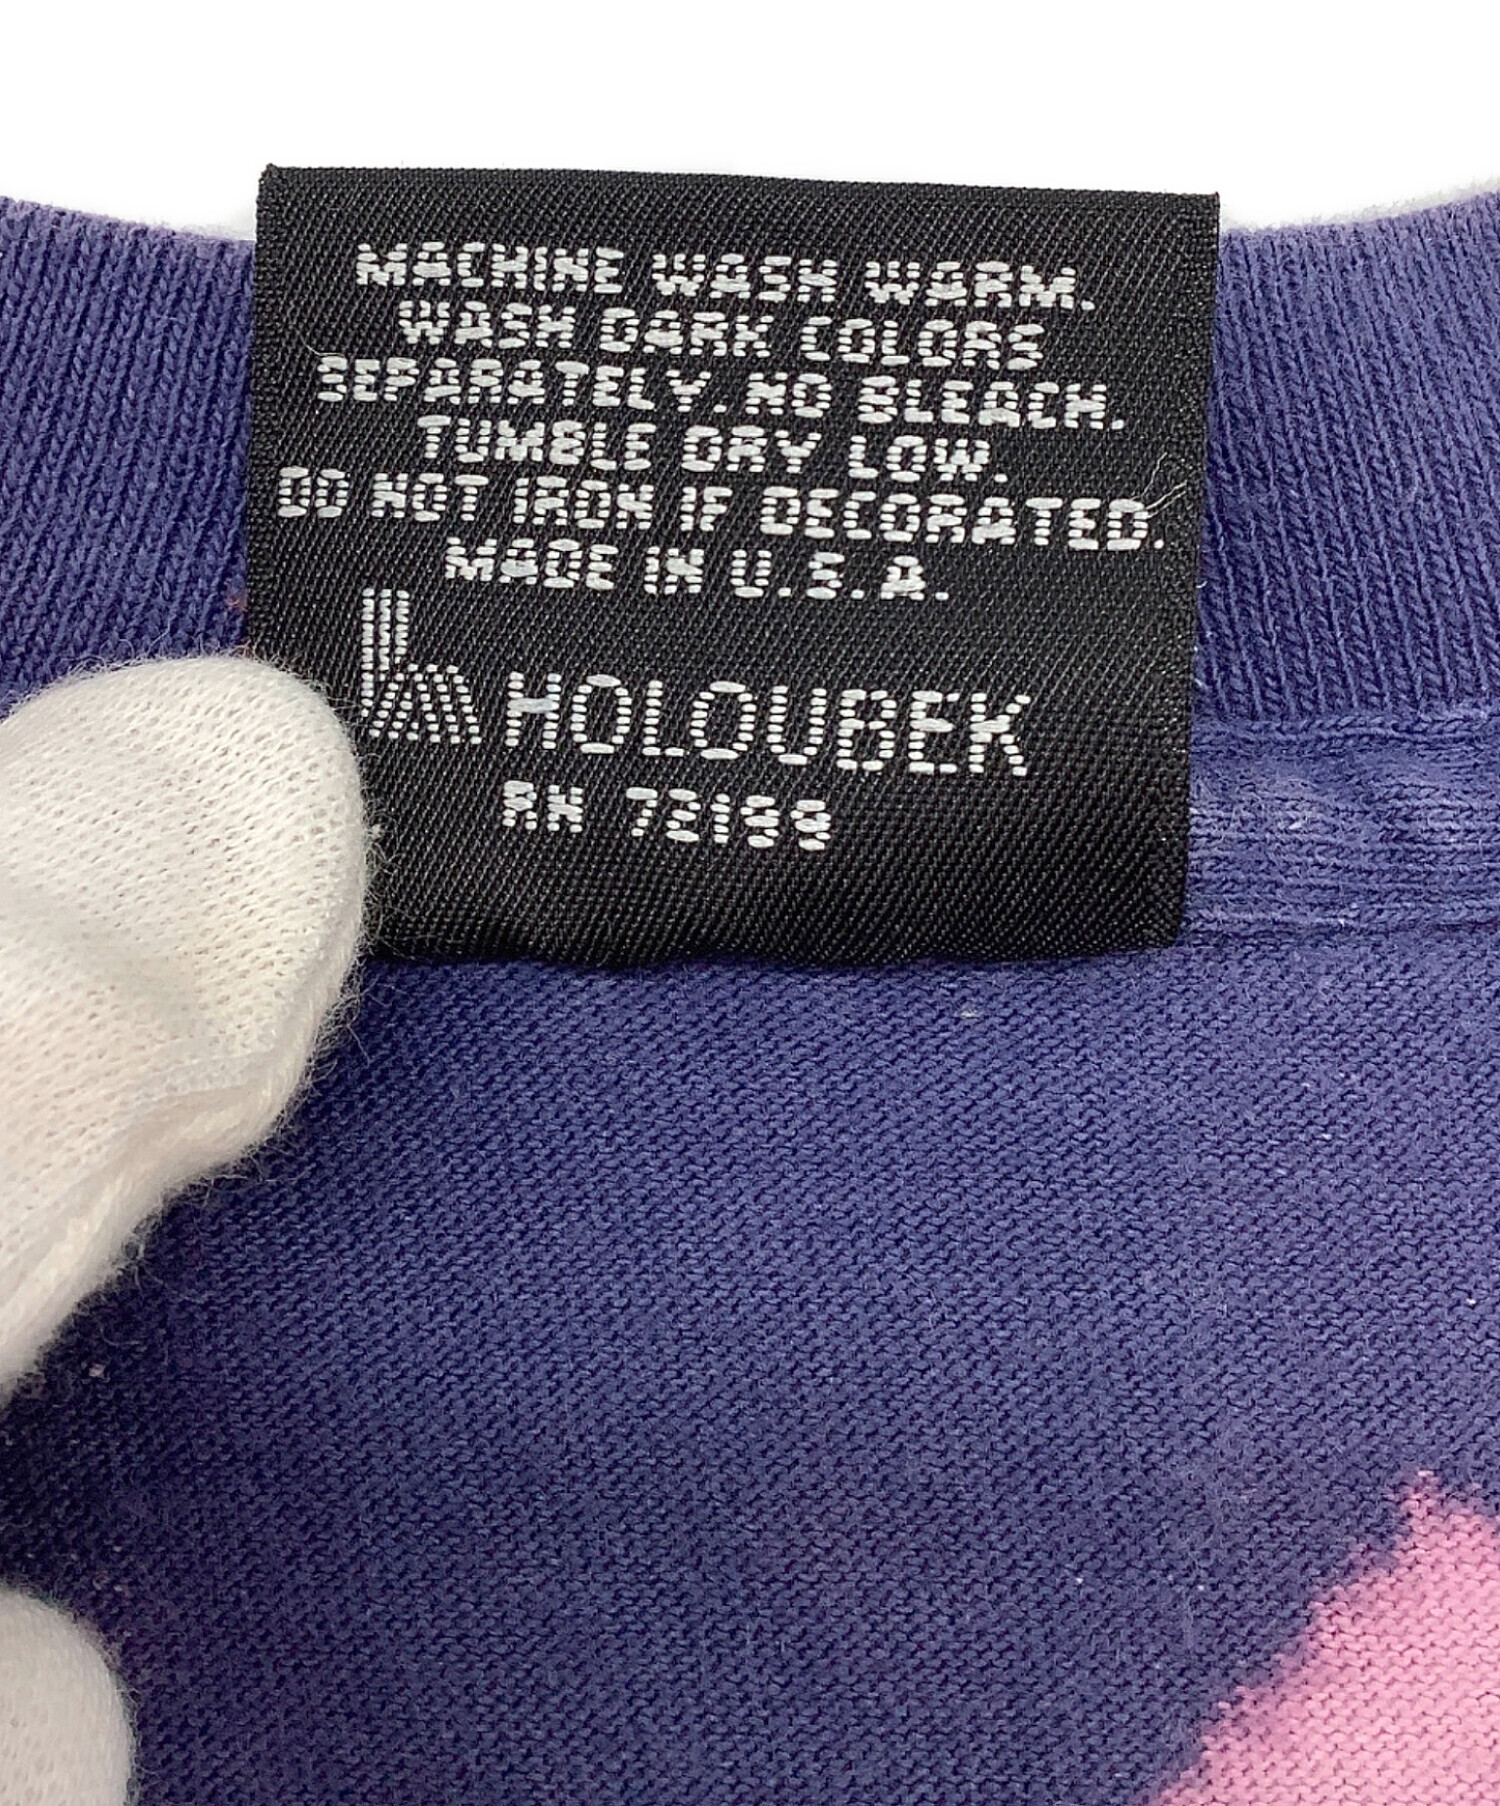 MACHINE WASH WARM.
WASH DARK COLORS
SEPARATELY. NO BLEACH.
TUMBLE DRY LOW.
DO NOT IRON IF DECORATED.
MADE IN U.S.A.
h HOLOUBEK
RN 72199